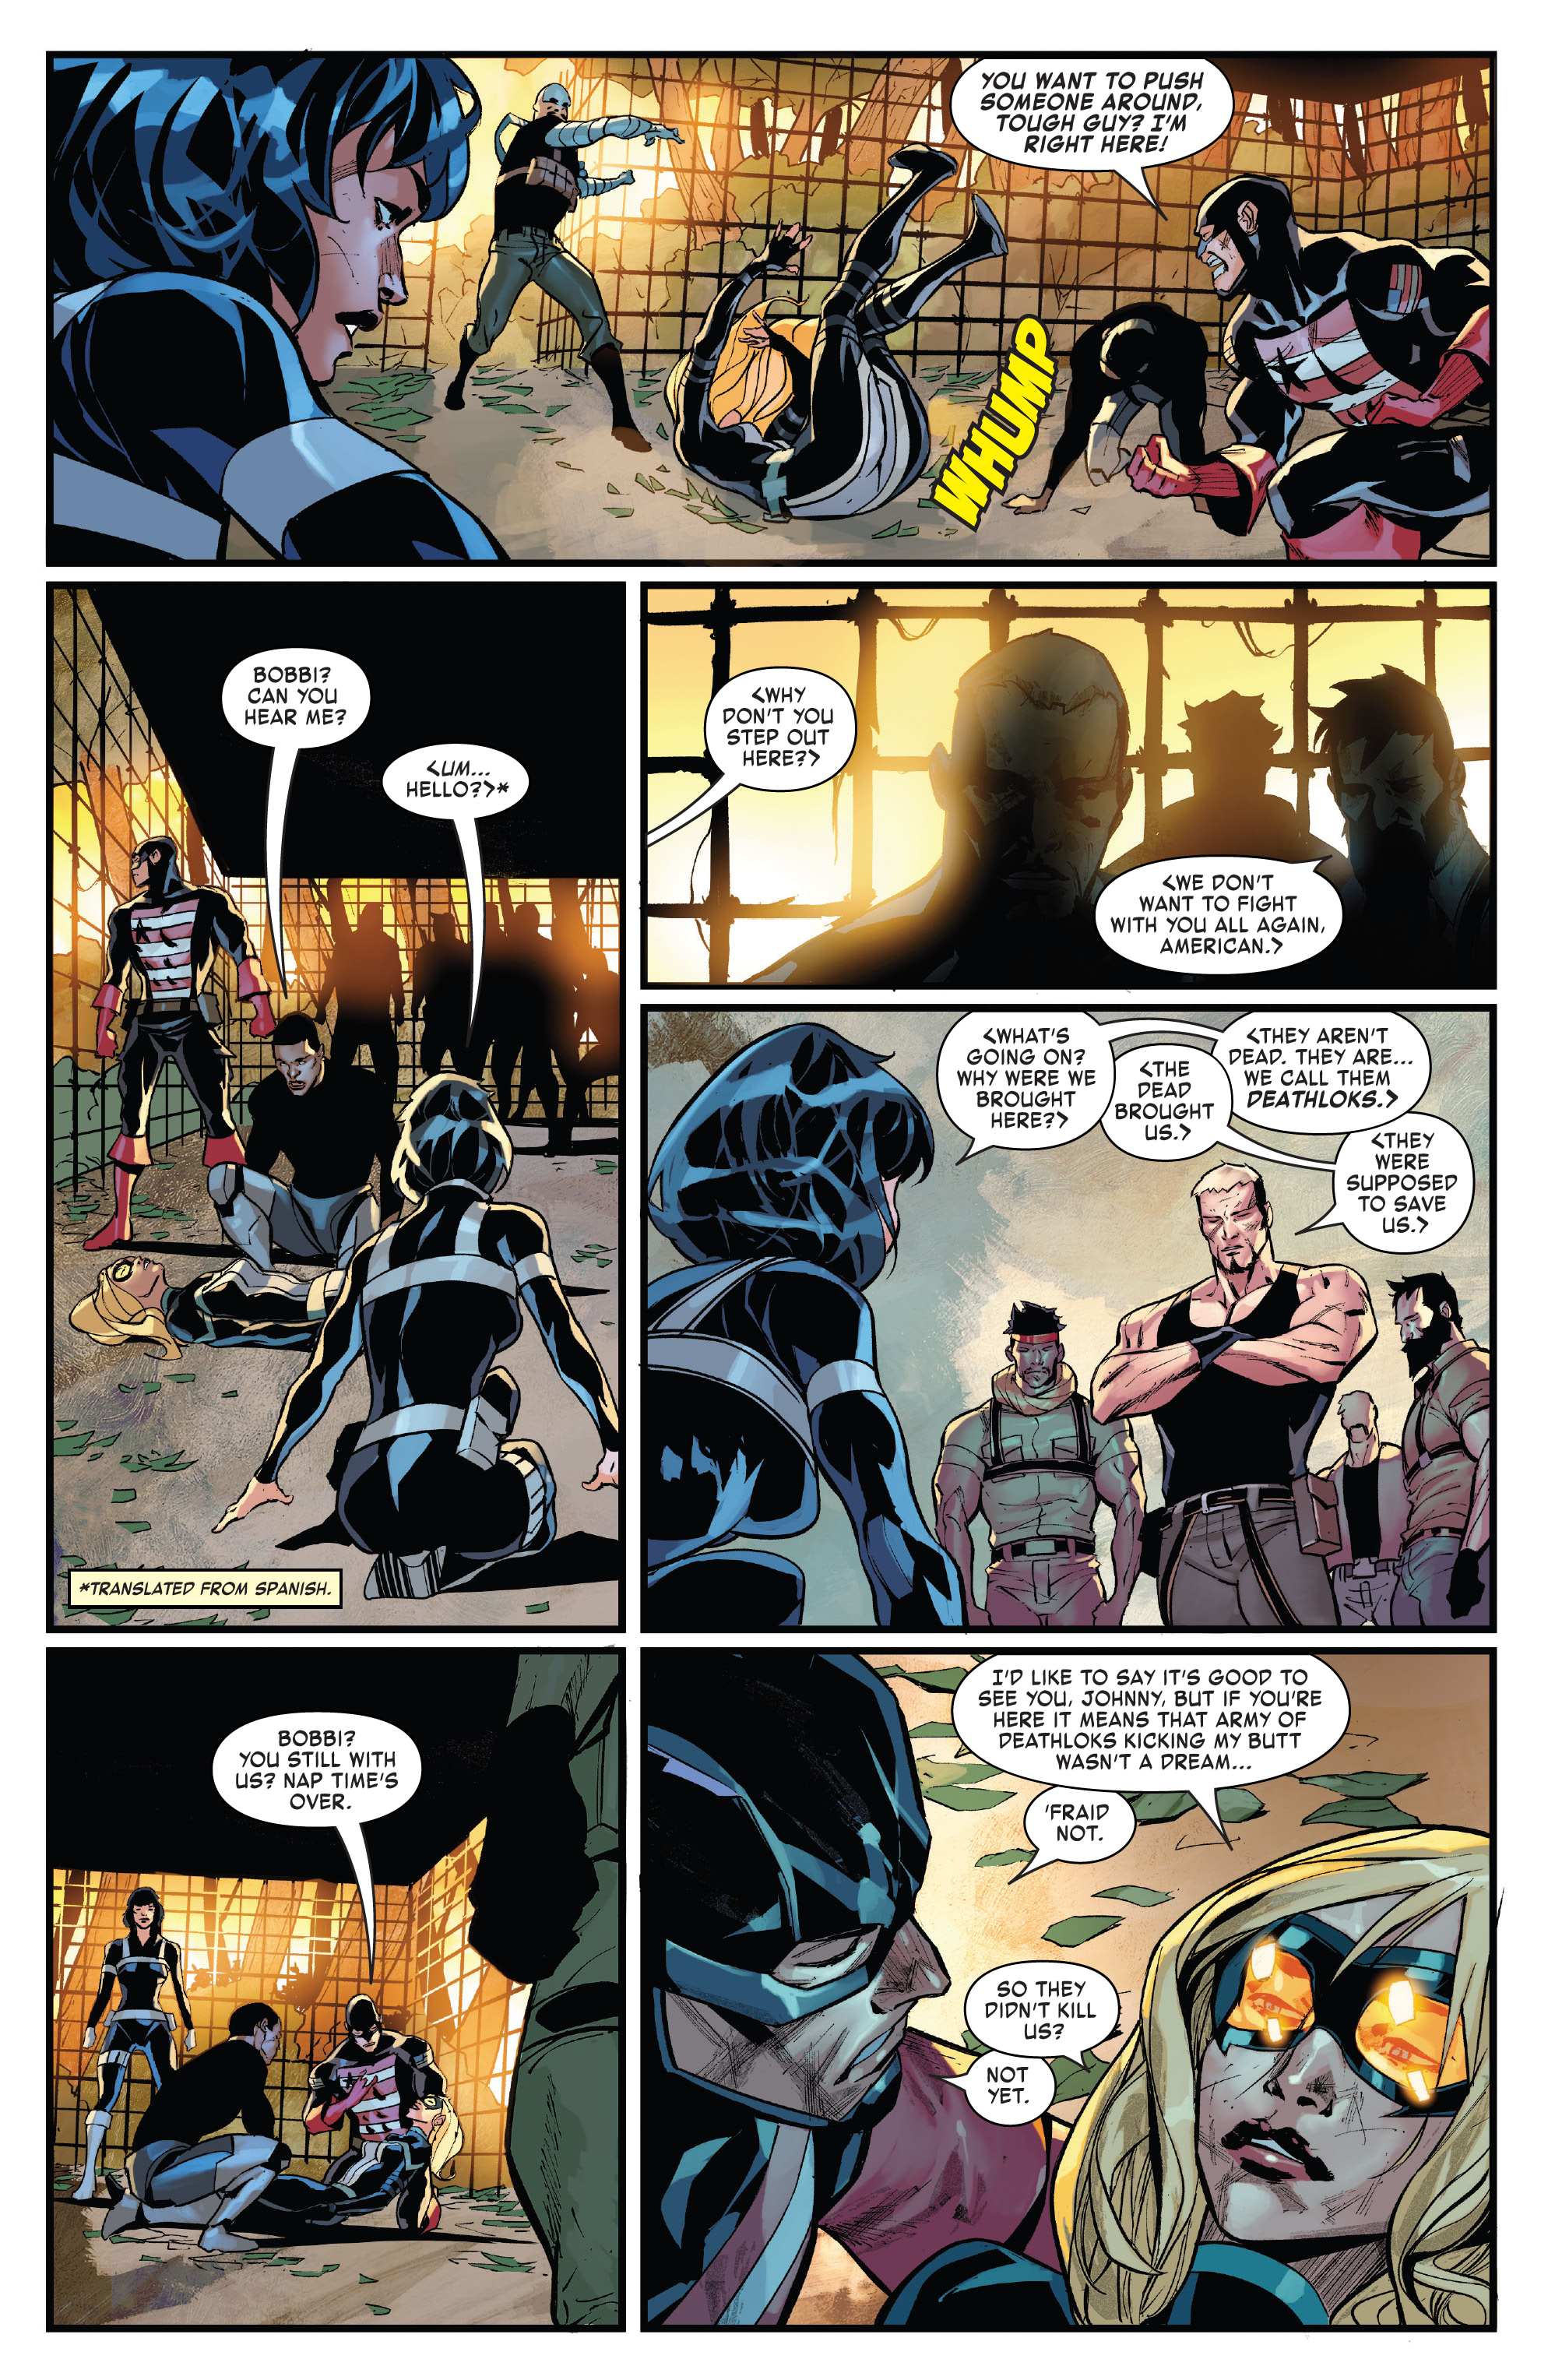 YOU WANT TO PUSH
SOMEONE AROUND,
TOUGH GUY? I'M
RIGHT HERE!
WHUMP
BOBBI?
CAN YOU
HEAR ME?
<UM...
HELLO?>*
*TRANSLATED FROM SPANISH.
<WHY
DON'T YOU
STEP OUT
HERE?>
<WE DON'T
WANT TO FIGHT
WITH YOU ALL AGAIN,
AMERICAN.>
<WHAT'S
GOING ON?
WHY WERE WE
BROUGHT
HERE?>
<THE
DEAD
BROUGHT
US.>
<THEY AREN'T
DEAD. THEY ARE...
WE CALL THEM
DEATHLOKS.>
<THEY
WERE
SUPPOSED
TO SAVE
US.>
BOBBI?
YOU STILL WITH
US? NAP TIME'S
OVER.
I'D LIKE TO SAY IT'S GOOD TO
SEE YOU, JOHNNY, BUT IF YOU'RE
HERE IT MEANS THAT ARMY OF
DEATHLOKS KICKING MY BUTT
WASN'T A DREAM...
'FRAID
NOT.
SO THEY
DIDN'T KILL
US?
NOT
YET.